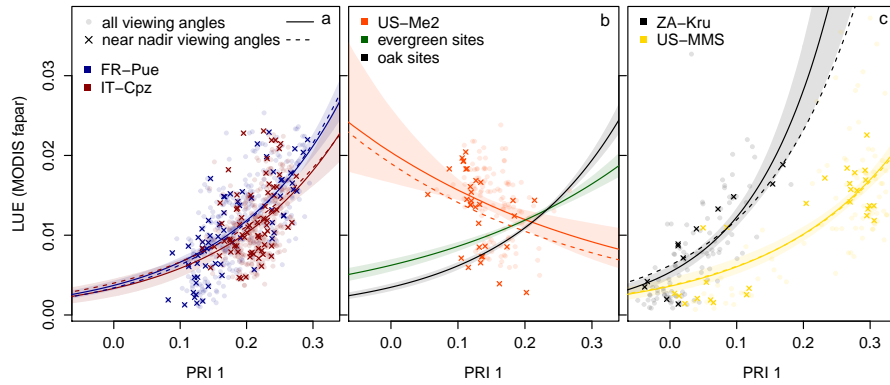 a
all viewing angles
near nadir viewing angles
FR−Pue
IT−Cpz
b
US−Me2
evergreen sites
oak sites
c
ZA−Kru
US−MMS
LUE (MODIS fapar)
0.00
0.01
0.02
0.03
0.0 0.1 0.2 0.3
0.0 0.1 0.2 0.3
0.0 0.1 0.2 0.3
PRI 1
PRI 1
PRI 1